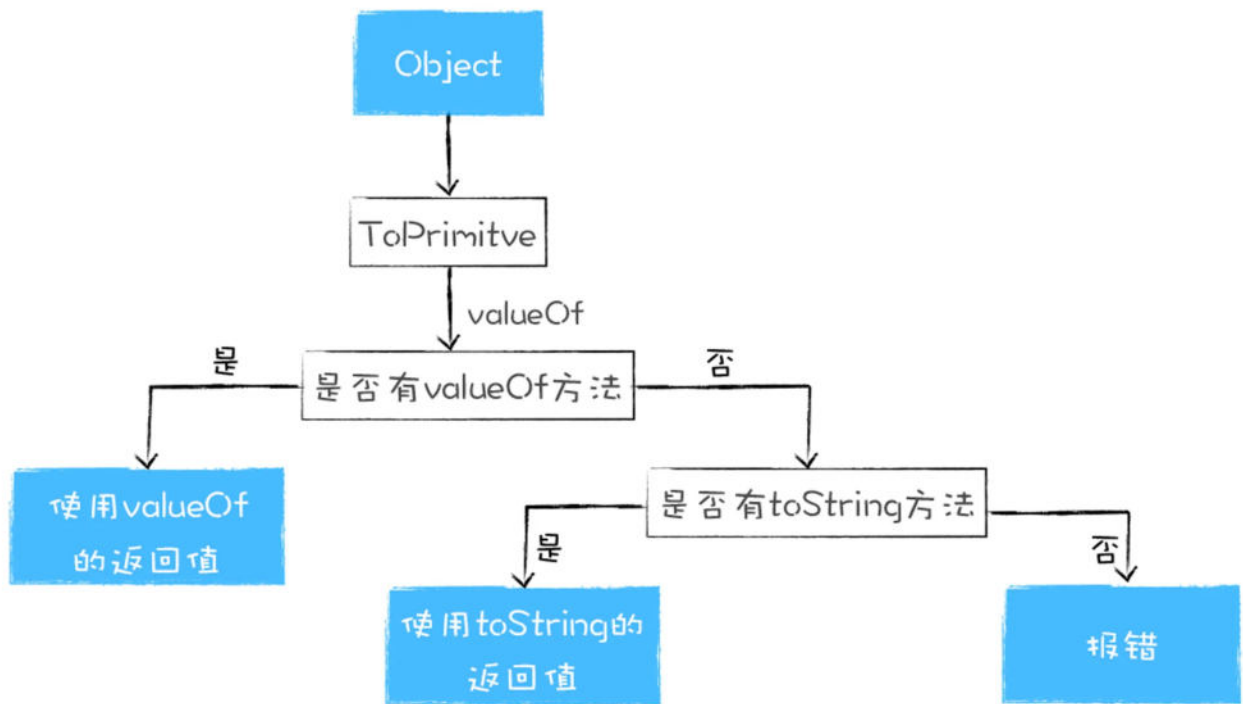 Object
ToPrimitve
valueOf
是
否
是否有valueOf方法
使用valueOf
的返回值
是否有toString方法
是
否
使用toString的
返回值
报错